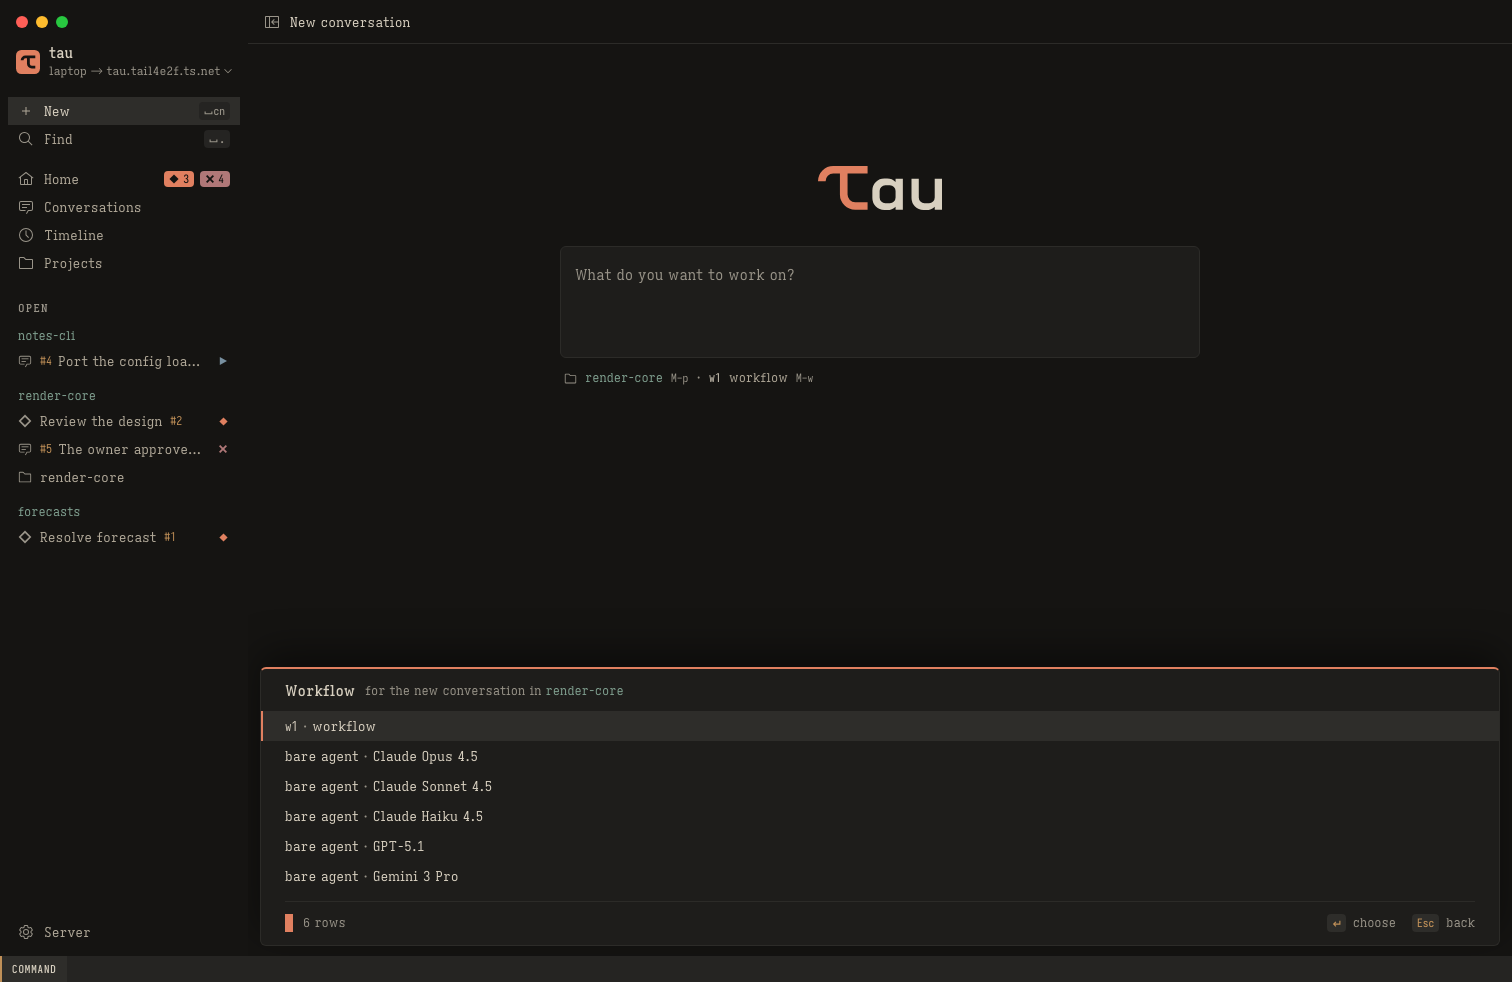 tau
laptop → tau.tail4e2f.ts.net
New ⎵cn
Find ⎵.
Home ◆ 3 ✕ 4
Conversations
Timeline
Projects
OPEN
notes-cli
#4 Port the config loa...
render-core
Review the design #2
#5 The owner approve...
render-core
forecasts
Resolve forecast #1
Server
COMMAND
New conversation
τau
What do you want to work on?
render-core M-p · w1 workflow M-w
Workflow for the new conversation in render-core
w1 · workflow
bare agent · Claude Opus 4.5
bare agent · Claude Sonnet 4.5
bare agent · Claude Haiku 4.5
bare agent · GPT-5.1
bare agent · Gemini 3 Pro
6 rows ↵ choose Esc back